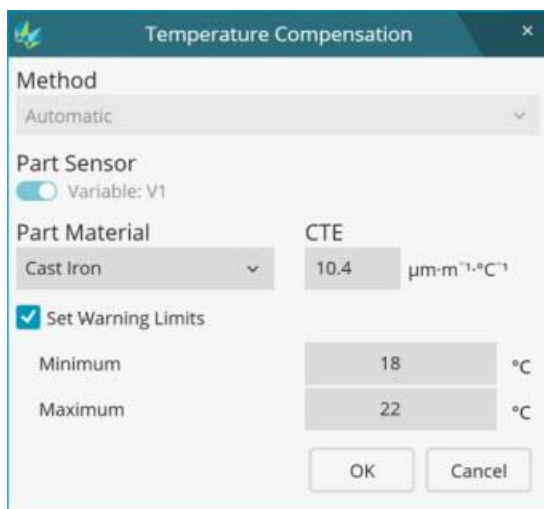 Temperature Compensation
Method
Automatic
Part Sensor
Variable: V1
Part Material CTE
Cast Iron 10.4 µm·m⁻¹·°C⁻¹
Set Warning Limits
Minimum 18 °C
Maximum 22 °C
OK Cancel